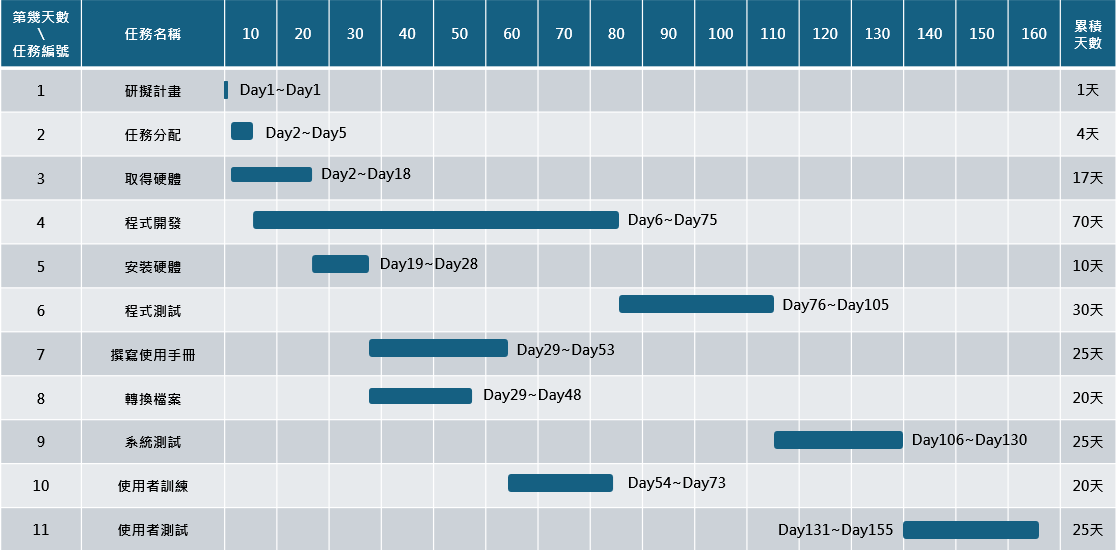 第幾天數
\
任務編號
任務名稱 10 20 30 40 50 60 70 80 90 100 110 120 130 140 150 160 累積
天數
1 研擬計畫 Day1~Day1 1天
2 任務分配 Day2~Day5 4天
3 取得硬體 Day2~Day18 17天
4 程式開發 Day6~Day75 70天
5 安裝硬體 Day19~Day28 10天
6 程式測試 Day76~Day105 30天
7 撰寫使用手冊 Day29~Day53 25天
8 轉換檔案 Day29~Day48 20天
9 系統測試 Day106~Day130 25天
10 使用者訓練 Day54~Day73 20天
11 使用者測試 Day131~Day155 25天